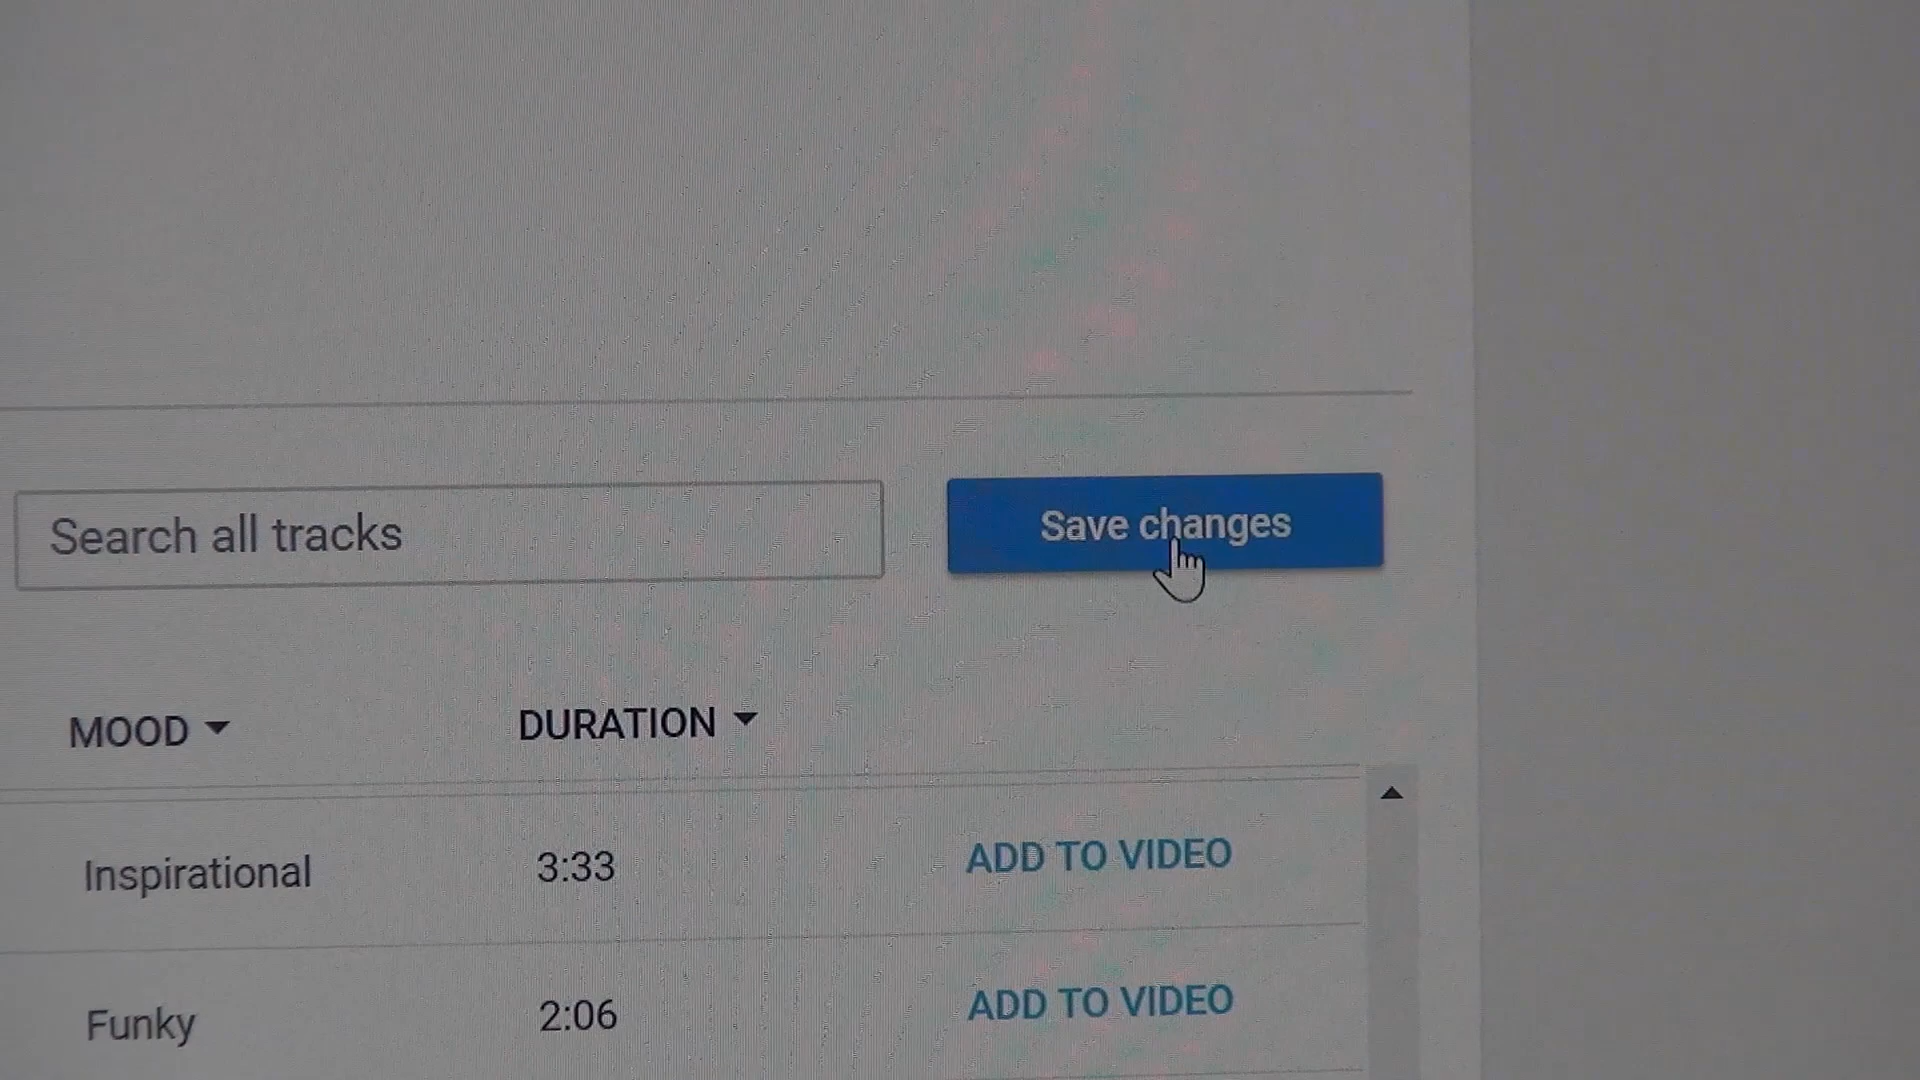 Search all tracks
Save changes
MOOD
DURATION
Inspirational
3:33
ADD TO VIDEO
Funky
2:06
ADD TO VIDEO